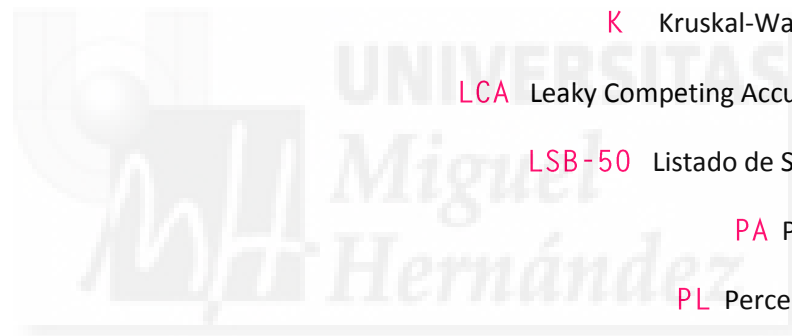 K Kruskal-Wa
UNIVERSITAS
LCA Leaky Competing Accu
Miguel
LSB-50 Listado de S
PA P
Hernández
PL Perce